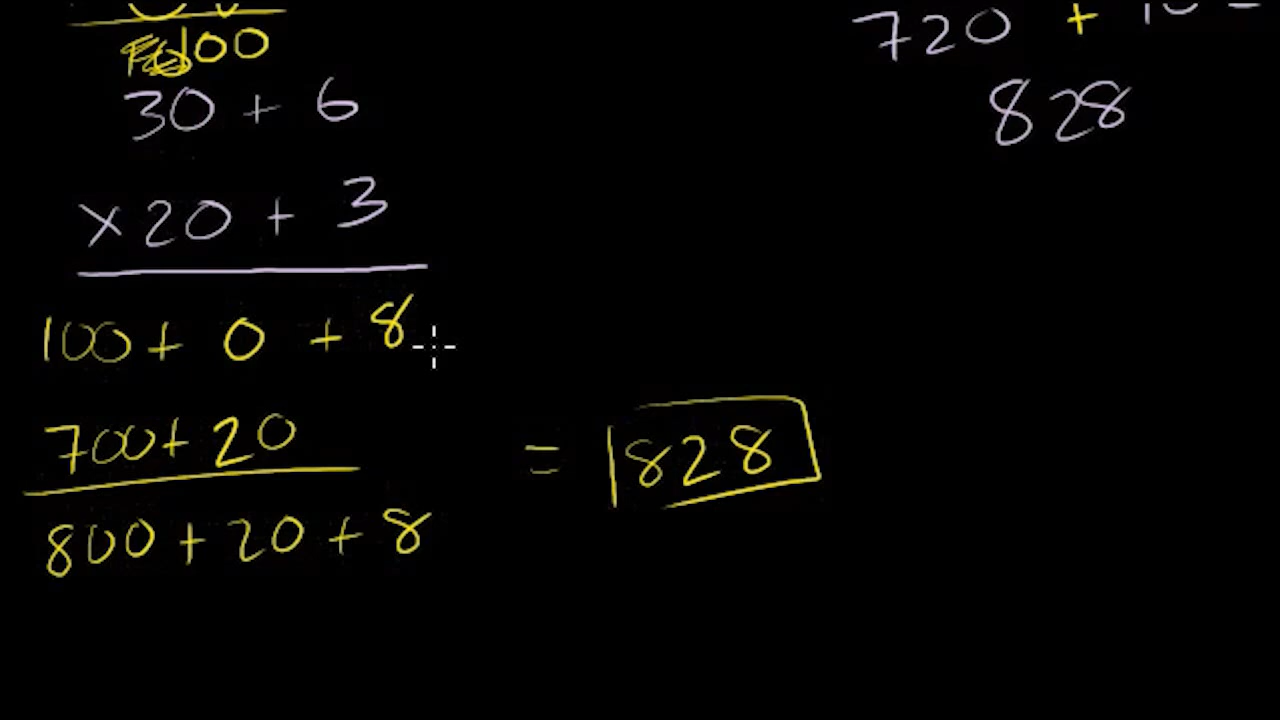 100
720 +
30 + 6
828
× 20 + 3
100 + 0 + 8
700 + 20
= 828
800 + 20 + 8